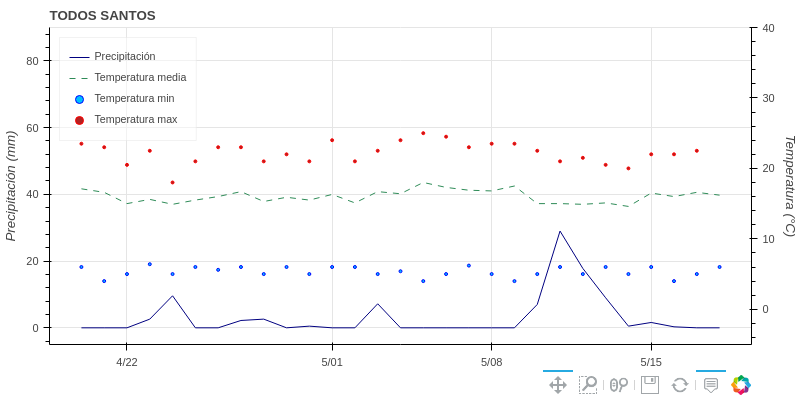 TODOS SANTOS
Precipitación
Temperatura media
Temperatura min
Temperatura max
Precipitación (mm)
80
60
40
20
0
Temperatura (°C)
40
30
20
10
0
4/22
5/01
5/08
5/15